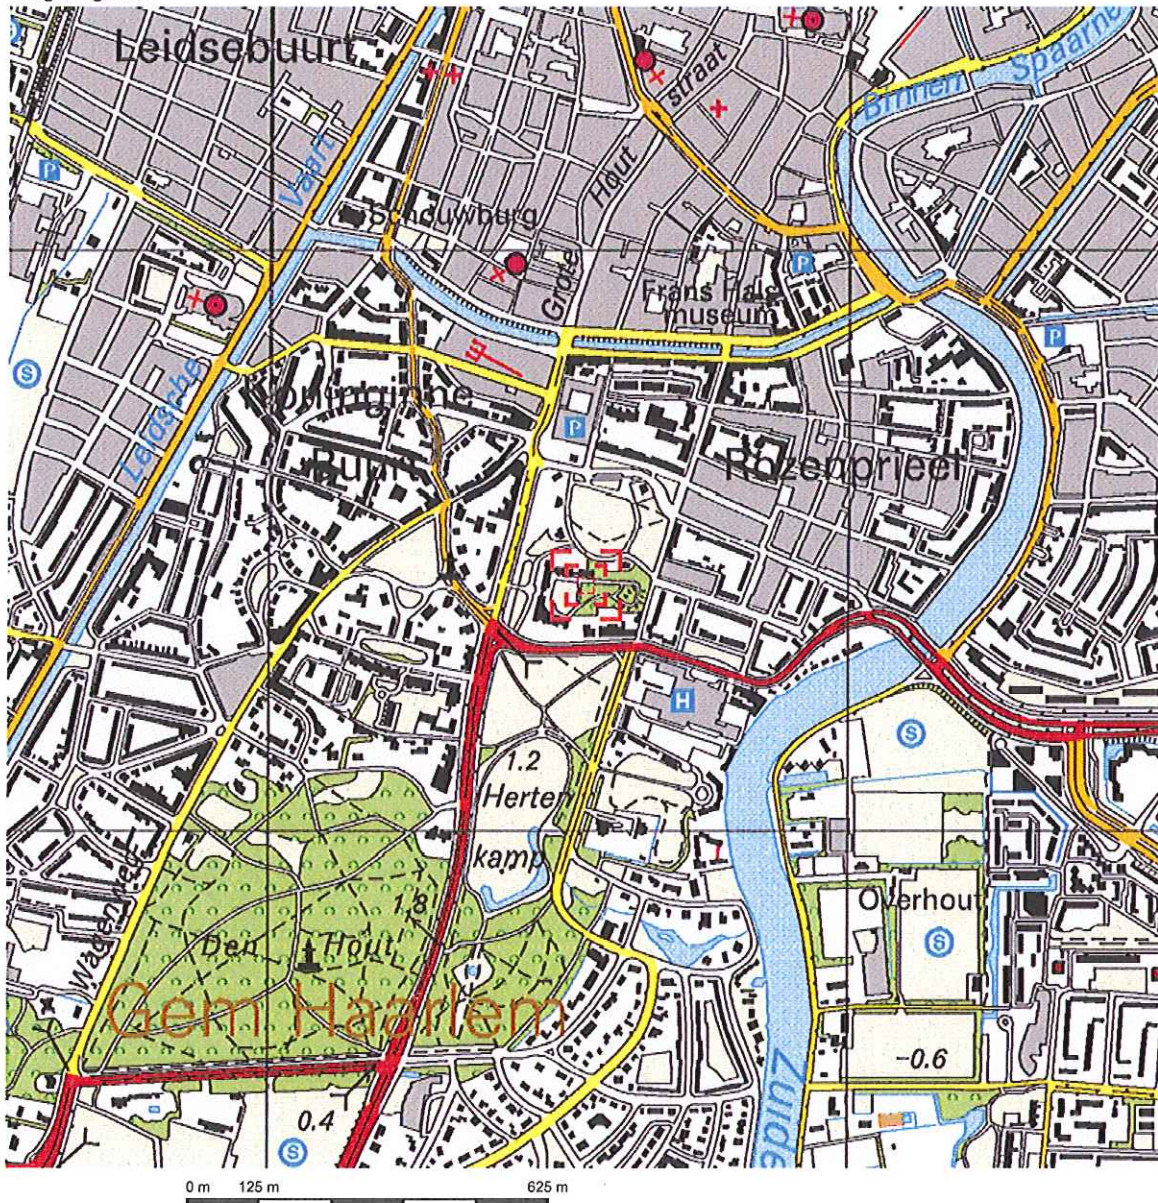 Leidsebuurt
Binnen Spaarne
straat
Vaart
Hout
Schouwburg
Grote
Frans Hals
museum
P
P
P
S
Leidsche
Koninginne
Buurt
P
Rozenprieel
H
S
1.2
Herten
kamp
Wagenweg
1.8
Overhout
Den Hout
S
Gem Haarlem
-0.6
Zuider
0.4
S
0 m 125 m 625 m